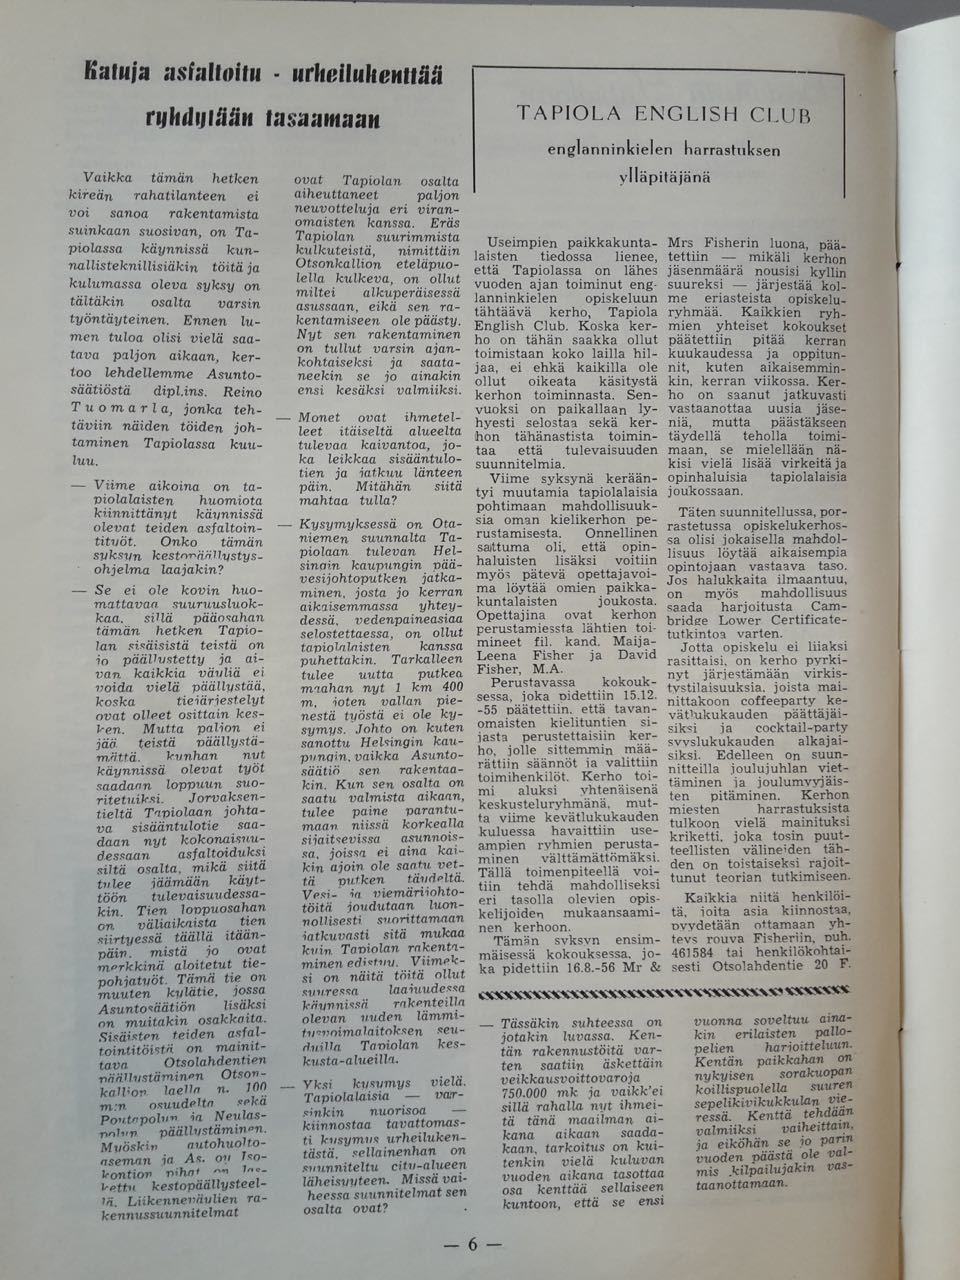 Katuja asfaltoitu - urheilukenttää
ryhdytään tasaamaan
Vaikka tämän hetken
kireän rahatilanteen ei
voi sanoa rakentamista
suinkaan suosivan, on Ta-
piolassa käynnissä kun-
nallisteknillisiäkin töitä ja
kulumassa oleva syksy on
tältäkin osalta varsin
työntäyteinen. Ennen lu-
men tuloa olisi vielä saa-
tava paljon aikaan, ker-
too lehdellemme Asunto-
säätiöstä dipl.ins. Reino
Tuomarla, jonka teh-
täviin näiden töiden joh-
taminen Tapiolassa kuu-
luu.
— Viime aikoina on ta-
piolalaisten huomiota
kiinnittänyt käynnissä
olevat teiden asfaltoin-
tityöt. Onko tämän
syksyn kestopäällystys-
ohjelma laajakin?
— Se ei ole kovin huo-
mattavaa suuruusluok-
kaa, sillä pääosahan
tämän hetken Tapio-
lan sisäisistä teistä on
jo päällystetty ja ai-
van kaikkia väyliä ei
voida vielä päällystää,
koska tiejärjestelyt
ovat olleet osittain kes-
ken. Mutta paljon ei
jää teistä päällystä-
mättä, kunhan nyt
käynnissä olevat työt
saadaan loppuun suo-
ritetuiksi. Jorvaksen-
tieltä Tapiolaan johta-
va sisääntulotie saa-
daan nyt kokonaisuu-
dessaan asfaltoiduksi
siltä osalta, mikä siitä
tulee jäämään käyt-
töön tulevaisuudessa-
kin. Tien loppuosahan
on väliaikaista tien
siirtyessä täällä itään-
päin, mistä jo ovat
merkkinä aloitetut tie-
pohjatyöt. Tämä tie on
muuten kylätie, jossa
Asuntosäätiön lisäksi
on muitakin osakkaita.
Sisäisten teiden asfal-
tointitöistä on mainit-
tava Otsolahdentien
päällystäminen Otson-
kallion laella n. 100
m:n osuudelta sekä
Poutapolun ja Neulas-
polun päällystäminen.
Myöskin autohuolto-
aseman ja As. oy Iso-
kontion pihat on las-
kettu kestopäällysteel-
lä. Liikenneväylien ra-
kennussuunnitelmat
ovat Tapiolan osalta
aiheuttaneet paljon
neuvotteluja eri viran-
omaisten kanssa. Eräs
Tapiolan suurimmista
kulkuteistä, nimittäin
Otsonkallion eteläpuo-
lella kulkeva, on ollut
miltei alkuperäisessä
asussaan, eikä sen ra-
kentamiseen ole päästy.
Nyt sen rakentaminen
on tullut varsin ajan-
kohtaiseksi ja saata-
neekin se jo ainakin
ensi kesäksi valmiiksi.
— Monet ovat ihmetel-
leet itäiseltä alueelta
tulevaa kaivantoa, jo-
ka leikkaa sisääntulo-
tien ja jatkuu länteen
päin. Mitähän siitä
mahtaa tulla?
— Kysymyksessä on Ota-
niemen suunnalta Ta-
piolaan tulevan Hel-
singin kaupungin pää-
vesijohtoputken jatka-
minen, josta jo kerran
aikaisemmassa yhtey-
dessä, vedenpaineasiaa
selostettaessa, on ollut
tapiolalaisten kanssa
puhettakin. Tarkalleen
tulee uutta putkea
maahan nyt 1 km 400
m, joten vallan pie-
nestä työstä ei ole ky-
symys. Johto on kuten
sanottu Helsingin kau-
pungin, vaikka Asunto-
säätiö sen rakentaa-
kin. Kun sen osalta on
saatu valmista aikaan,
tulee paine parantu-
maan niissä korkealla
sijaitsevissa asunnois-
sa, joissa ei aina kai-
kin ajoin ole saatu vet-
tä putken täydeltä.
Vesi- ja viemärijohto-
töitä joudutaan luon-
nollisesti suorittamaan
jatkuvasti sitä mukaa
kuin Tapiolan rakenta-
minen edistyy. Viimek-
si on näitä töitä ollut
suuressa laajuudessa
käynnissä rakenteilla
olevan uuden lämmi-
tysvoimalaitoksen seu-
duilla Tapiolan kes-
kusta-alueilla.
— Yksi kysymys vielä.
Tapiolalaisia — var-
sinkin nuorisoa —
kiinnostaa tavattomas-
ti kysymys urheiluken-
tästä, sellainenhan on
suunniteltu city-alueen
läheisyyteen. Missä vai-
heessa suunnitelmat sen
osalta ovat?
TAPIOLA ENGLISH CLUB
englanninkielen harrastuksen
ylläpitäjänä
Useimpien paikkakunta-
laisten tiedossa lienee,
että Tapiolassa on lähes
vuoden ajan toiminut eng-
lanninkielen opiskeluun
tähtäävä kerho, Tapiola
English Club. Koska ker-
ho on tähän saakka ollut
toimistaan koko lailla hil-
jaa, ei ehkä kaikilla ole
ollut oikeata käsitystä
kerhon toiminnasta. Sen-
vuoksi on paikallaan ly-
hyesti selostaa sekä ker-
hon tähänastista toimin-
taa että tulevaisuuden
suunnitelmia.
Viime syksynä kerään-
tyi muutamia tapiolalaisia
pohtimaan mahdollisuuk-
sia oman kielikerhon pe-
rustamisesta. Onnellinen
sattuma oli, että opin-
haluisten lisäksi voitiin
myös pätevä opettajavoi-
ma löytää omien paikka-
kuntalaisten joukosta.
Opettajina ovat kerhon
perustamiessta lähtien toi-
mineet fil. kand. Maija-
Leena Fisher ja David
Fisher, M.A.
Perustavassa kokouk-
sessa, joka pidettiin 15.12.
-55 päätettiin, että tavan-
omaisten kielituntien si-
jasta perustettaisiin ker-
ho, jolle sittemmin mää-
rättiin säännöt ja valittiin
toimihenkilöt. Kerho toi-
mi aluksi yhtenäisenä
keskusteluryhmänä, mut-
ta viime kevätlukukauden
kuluessa havaittiin use-
ampien ryhmien perusta-
minen välttämättömäksi.
Tällä toimenpiteellä voi-
tiin tehdä mahdolliseksi
eri tasolla olevien opis-
kelijoiden mukaansaami-
nen kerhoon.
Tämän syksyn ensim-
mäisessä kokouksessa, jo-
ka pidettiin 16.8.-56 Mr &
Mrs Fisherin luona, pää-
tettiin — mikäli kerhon
jäsenmäärä nousisi kyllin
suureksi — järjestää kol-
me eriasteista opiskelu-
ryhmää. Kaikkien ryh-
mien yhteiset kokoukset
päätettiin pitää kerran
kuukaudessa ja oppitun-
nit, kuten aikaisemmin-
kin, kerran viikossa. Ker-
ho on saanut jatkuvasti
vastaanottaa uusia jäse-
niä, mutta päästäkseen
täydellä teholla toimi-
maan, se mielellään nä-
kisi vielä lisää virkeitä ja
opinhaluisia tapiolalaisia
joukossaan.
Täten suunnitellussa, por-
rastetussa opiskelukerhos-
sa olisi jokaisella mahdol-
lisuus löytää aikaisempia
opintojaan vastaava taso.
Jos halukkaita ilmaantuu,
on myös mahdollisuus
saada harjoitusta Cam-
bridge Lower Certificate-
tutkintoa varten.
Jotta opiskelu ei liiaksi
rasittaisi, on kerho pyrki-
nyt järjestämään virkis-
tystilaisuuksia, joista mai-
nittakoon coffeeparty ke-
vätlukukauden päättäjäi-
siksi ja cocktail-party
syyslukukauden alkajai-
siksi. Edelleen on suun-
nitteilla joulujuhlan viet-
täminen ja joulumyyjäis-
ten pitäminen. Kerhon
miesten harrastuksista
tulkoon vielä mainituksi
kriketti, joka tosin puut-
teellisten välineiden täh-
den on toistaiseksi rajoit-
tunut teorian tutkimiseen.
Kaikkia niitä henkilöi-
tä, joita asia kiinnostaa,
pyydetään ottamaan yh-
teys rouva Fisheriin, puh.
461584 tai henkilökohtai-
sesti Otsolahdentie 20 F.
— Tässäkin suhteessa on
jotakin luvassa. Ken-
tän rakennustöitä var-
ten saatiin äskettäin
veikkausvoittovaroja
750.000 mk ja vaikk'ei
sillä rahalla nyt ihmei-
tä tänä maailman ai-
kana aikaan saada-
kaan, tarkoitus on kui-
tenkin vielä kuluvan
vuoden aikana tasottaa
osa kenttää sellaiseen
kuntoon, että se ensi
vuonna soveltuu aina-
kin erilaisten pallo-
pelien harjoitteluun.
Kentän paikkahan on
nykyisen sorakuopan
koillispuolella suuren
sepelikivikukkulan vie-
ressä. Kenttä tehdään
valmiiksi vaiheittain,
ja eiköhän se jo parin
vuoden päästä ole val-
mis kilpailujakin vas-
taanottamaan.
— 6 —